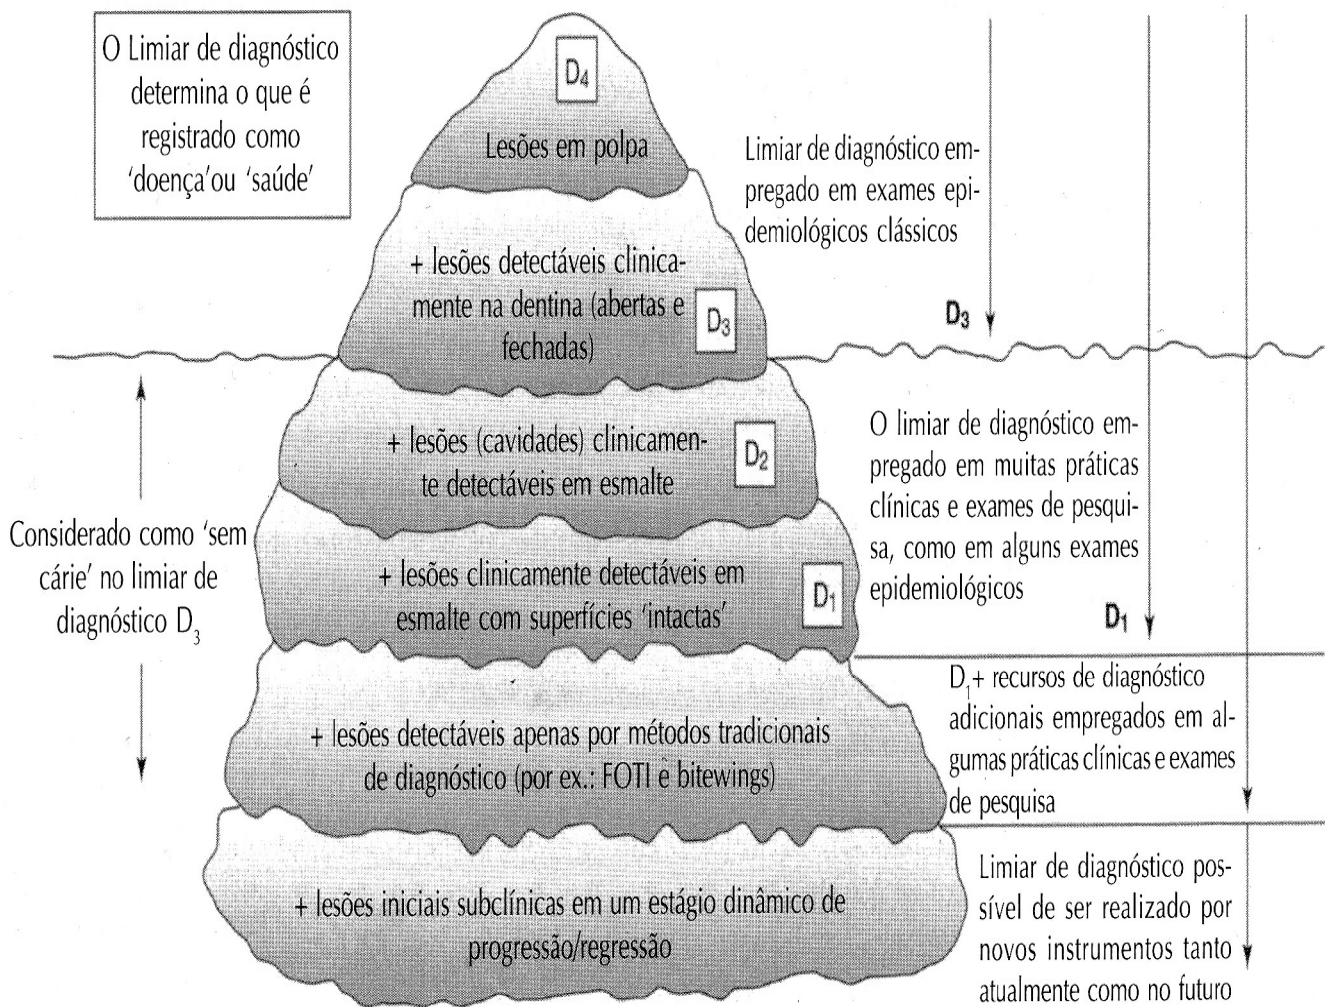 O Limiar de diagnóstico
determina o que é
registrado como
‘doença’ou ‘saúde’
D4
Lesões em polpa
Limiar de diagnóstico em-
pregado em exames epi-
demiológicos clássicos
+ lesões detectáveis clinica-
mente na dentina (abertas e
fechadas)
D3
D3
+ lesões (cavidades) clinicamen-
te detectáveis em esmalte
D2
O limiar de diagnóstico em-
pregado em muitas práticas
clínicas e exames de pesqui-
sa, como em alguns exames
epidemiológicos
D1
Considerado como ‘sem
cárie’ no limiar de
diagnóstico D3
+ lesões clinicamente detectáveis em
esmalte com superfícies ‘intactas’
D1
+ lesões detectáveis apenas por métodos tradicionais
de diagnóstico (por ex.: FOTI e bitewings)
D1+ recursos de diagnóstico
adicionais empregados em al-
gumas práticas clínicas e exames
de pesquisa
+ lesões iniciais subclínicas em um estágio dinâmico de
progressão/regressão
Limiar de diagnóstico pos-
sível de ser realizado por
novos instrumentos tanto
atualmente como no futuro